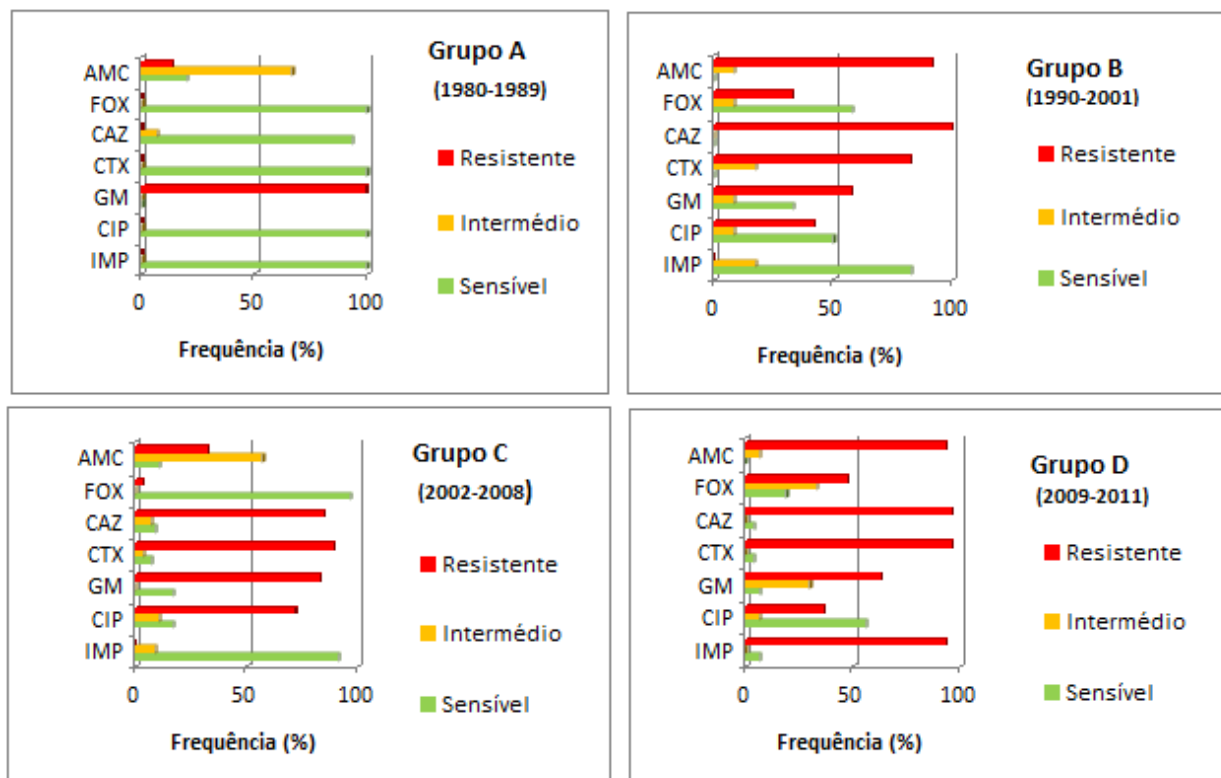 Grupo A
(1980-1989)
AMC
FOX
CAZ
CTX
GM
CIP
IMP
Resistente
Intermédio
Sensível
0 50 100
Frequência (%)
Grupo B
(1990-2001)
AMC
FOX
CAZ
CTX
GM
CIP
IMP
Resistente
Intermédio
Sensível
0 50 100
Frequência (%)
Grupo C
(2002-2008)
AMC
FOX
CAZ
CTX
GM
CIP
IMP
Resistente
Intermédio
Sensível
0 50 100
Frequência (%)
Grupo D
(2009-2011)
AMC
FOX
CAZ
CTX
GM
CIP
IMP
Resistente
Intermédio
Sensível
0 50 100
Frequência (%)